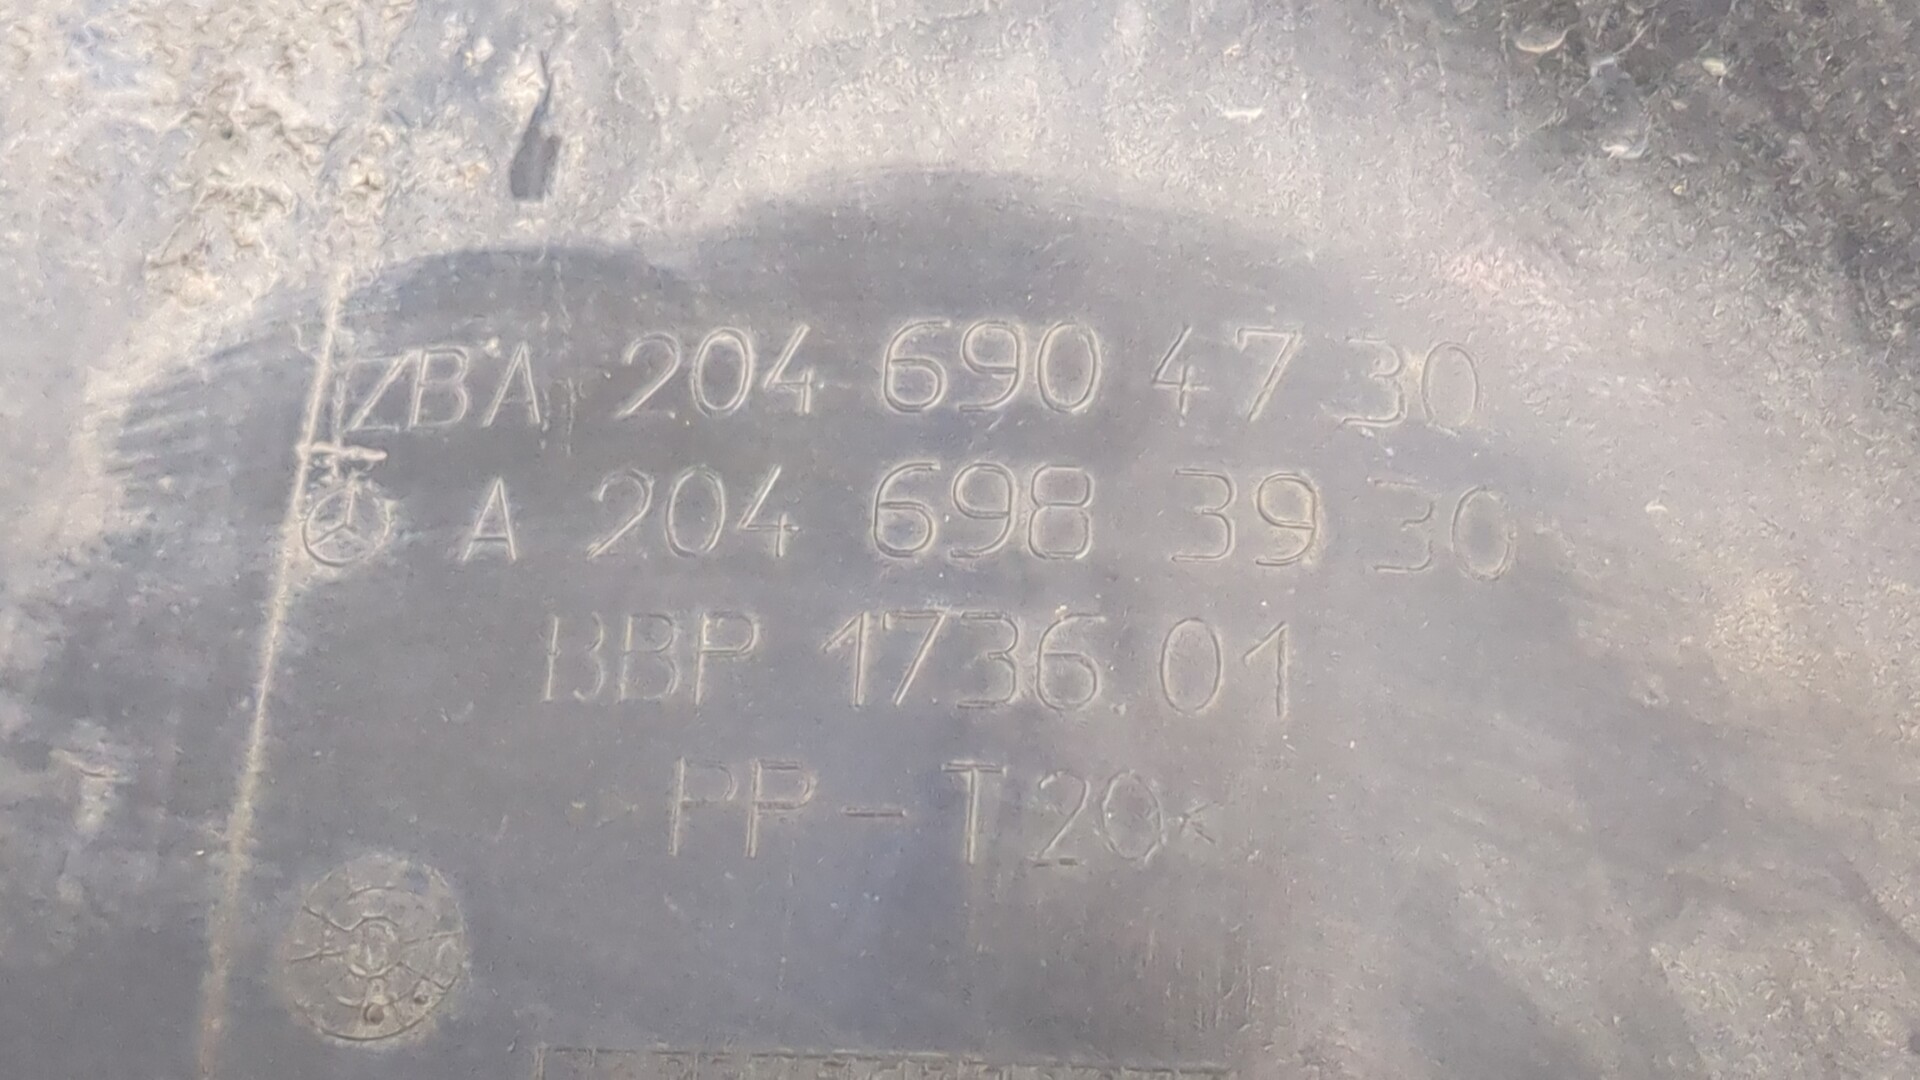 ZBA 204 690 47 30
A 204 698 39 30
BBP 1736.01
PP-T20<